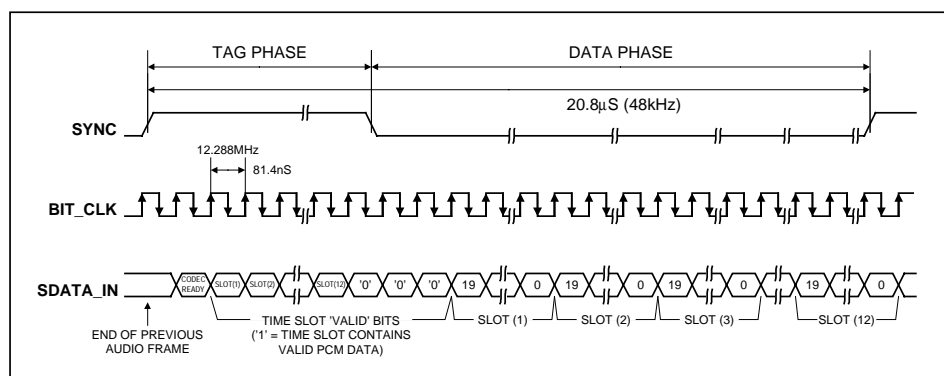 TAG PHASE
DATA PHASE
20.8μS (48kHz)
SYNC
12.288MHz
81.4nS
BIT_CLK
SDATA_IN
CODEC
READY
SLOT(1)
SLOT(2)
SLOT(12)
'0'
'0'
'0'
19
0
19
0
19
0
19
0
END OF PREVIOUS
AUDIO FRAME
TIME SLOT 'VALID' BITS
('1' = TIME SLOT CONTAINS
VALID PCM DATA)
SLOT (1)
SLOT (2)
SLOT (3)
SLOT (12)